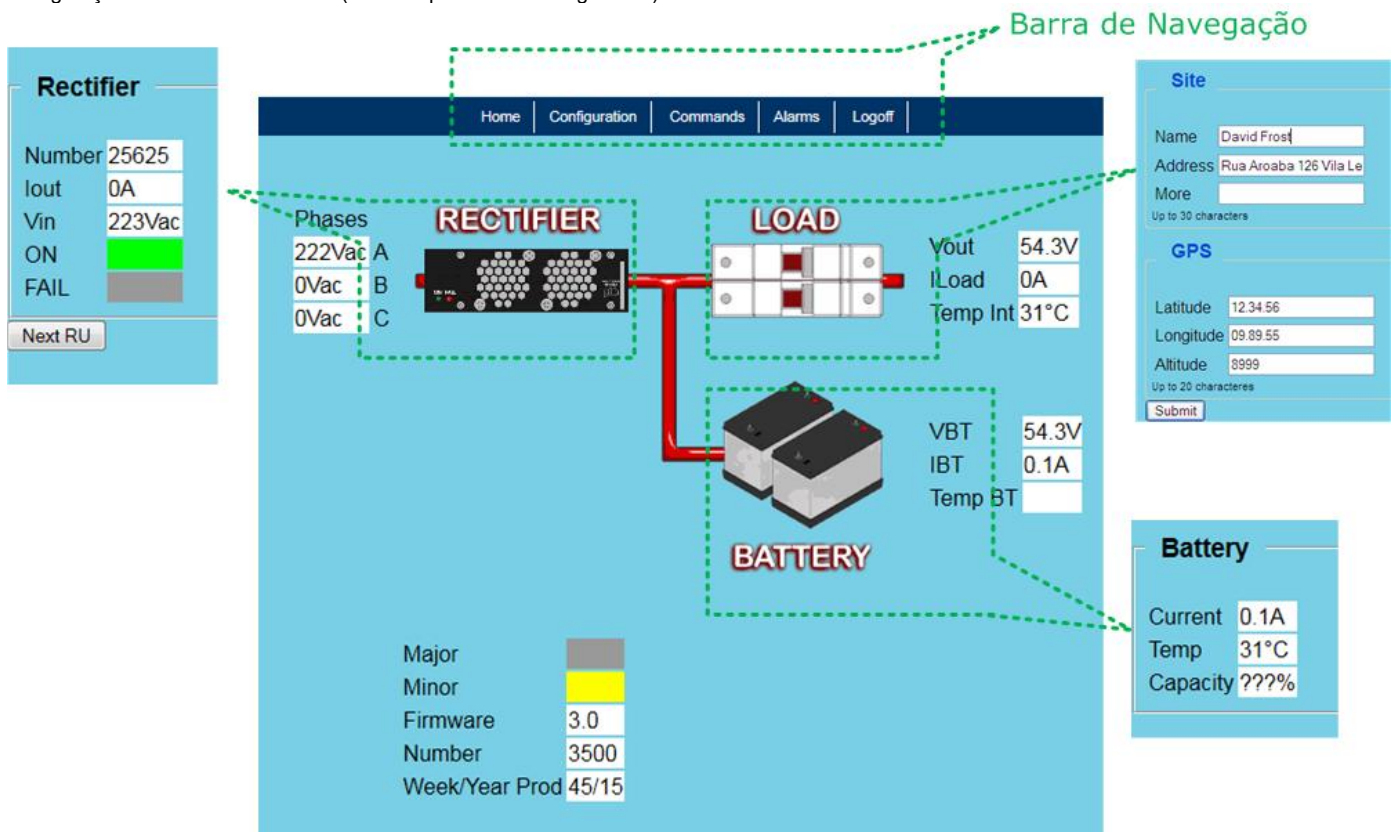 Barra de Navegação
Rectifier
Number 25625
Iout 0A
Vin 223Vac
ON
FAIL
Next RU
Home Configuration Commands Alarms Logoff
Phases
222Vac A
0Vac B
0Vac C
RECTIFIER
LOAD
Vout 54.3V
ILoad 0A
Temp Int 31°C
VBT 54.3V
IBT 0.1A
Temp BT
BATTERY
Major
Minor
Firmware 3.0
Number 3500
Week/Year Prod 45/15
Site
Name David Frost
Address Rua Aroaba 126 Vila Le
More
Up to 30 characters
GPS
Latitude 12.34.56
Longitude 09.89.55
Altitude 8999
Up to 20 characteres
Submit
Battery
Current 0.1A
Temp 31°C
Capacity ???%